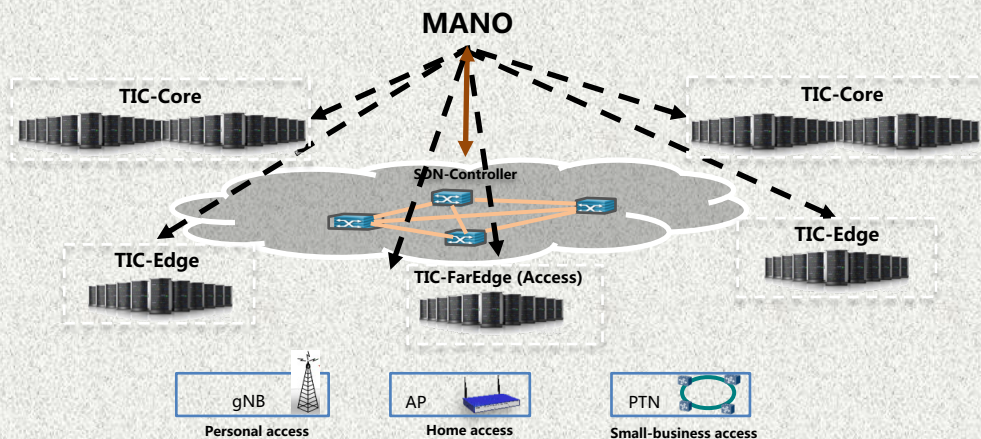 MANO
TIC-Core
TIC-Core
SDN-Controller
TIC-Edge
TIC-Edge
TIC-FarEdge (Access)
gNB
AP
PTN
Personal access
Home access
Small-business access